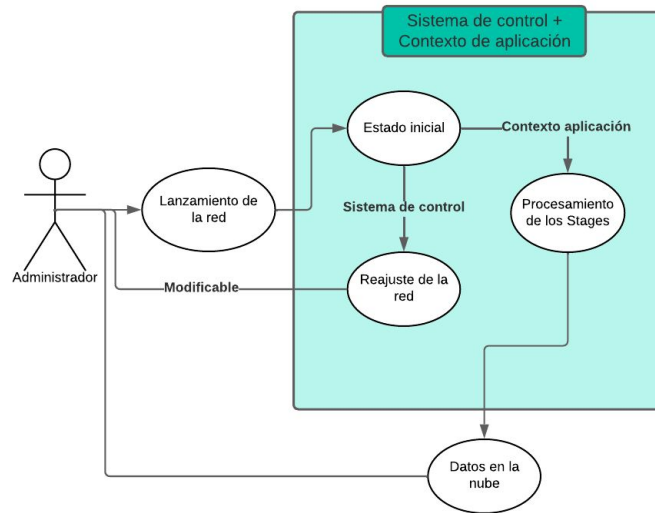 Sistema de control +
Contexto de aplicación
Estado inicial
Contexto aplicación
Lanzamiento de
la red
Sistema de control
Procesamiento
de los Stages
Administrador
Modificable
Reajuste de la
red
Datos en la
nube